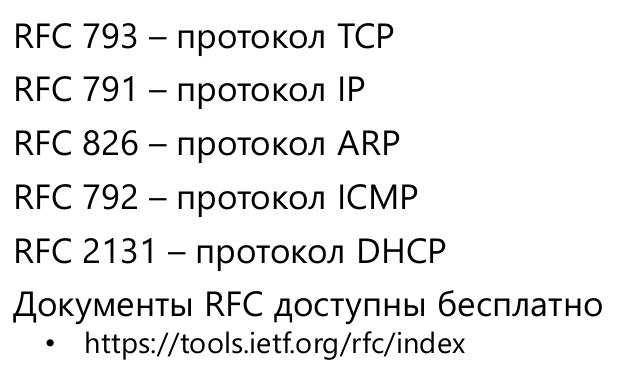 RFC 793 – протокол TCP
RFC 791 – протокол IP
RFC 826 – протокол ARP
RFC 792 – протокол ICMP
RFC 2131 – протокол DHCP
Документы RFC доступны бесплатно
• https://tools.ietf.org/rfc/index